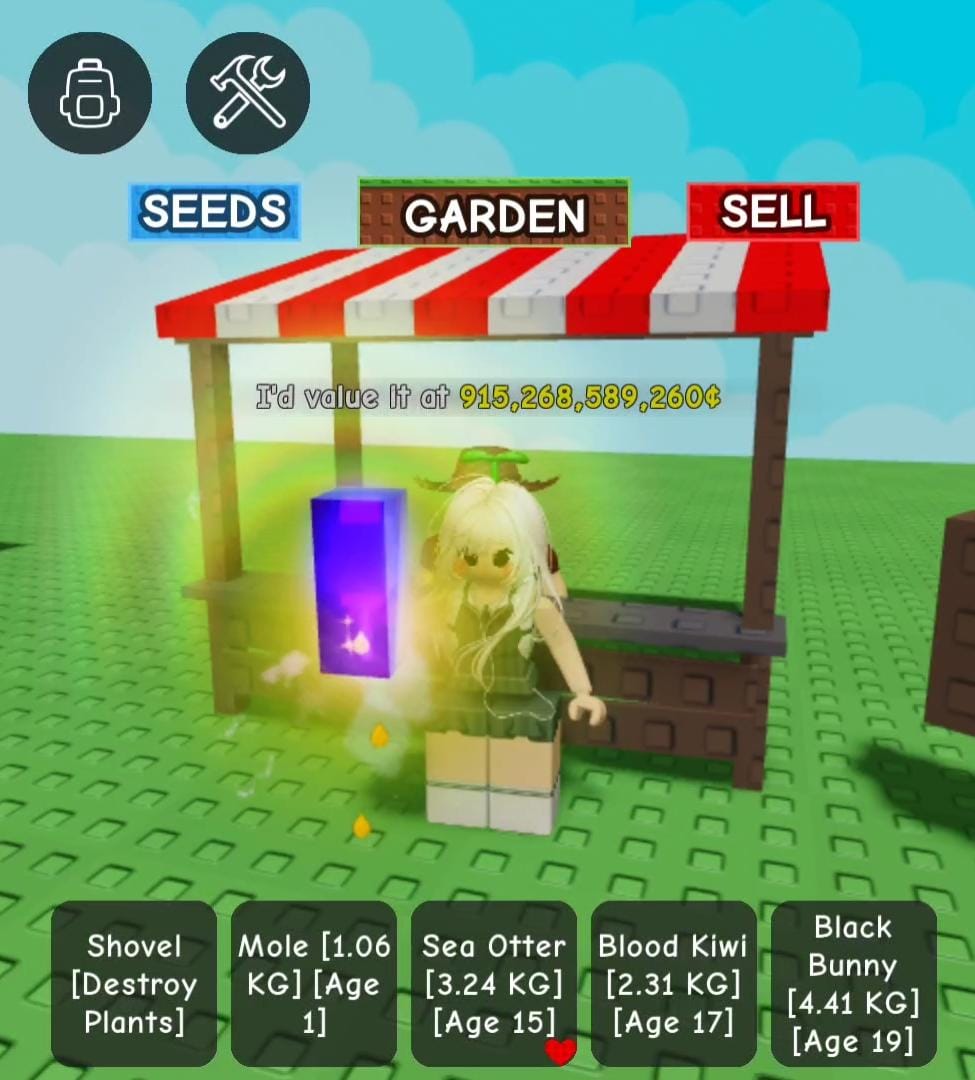 SEEDS
GARDEN
SELL
I'd value it at 915,268,589,260¢
Shovel
[Destroy
Plants]
Mole [1.06
KG] [Age
1]
Sea Otter
[3.24 KG]
[Age 15]
Blood Kiwi
[2.31 KG]
[Age 17]
Black
Bunny
[4.41 KG]
[Age 19]